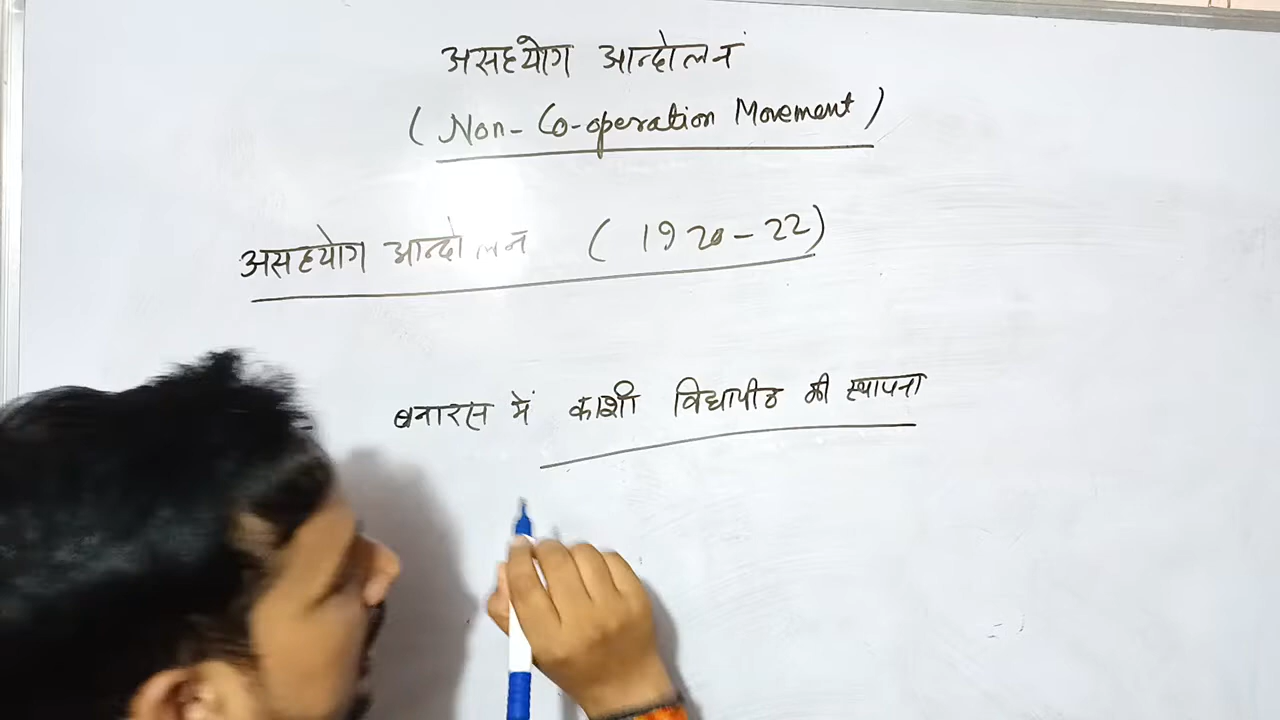 असहयोग आन्दोलनं
( Non-Co-operation Movement )
असहयोग आन्दोलन ( 1920-22)
बनारस में काशी विद्यापीठ की स्थापना